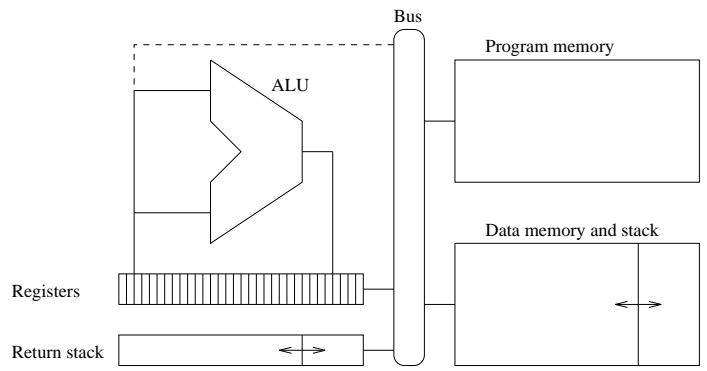 Bus
Program memory
ALU
Data memory and stack
Registers
Return stack